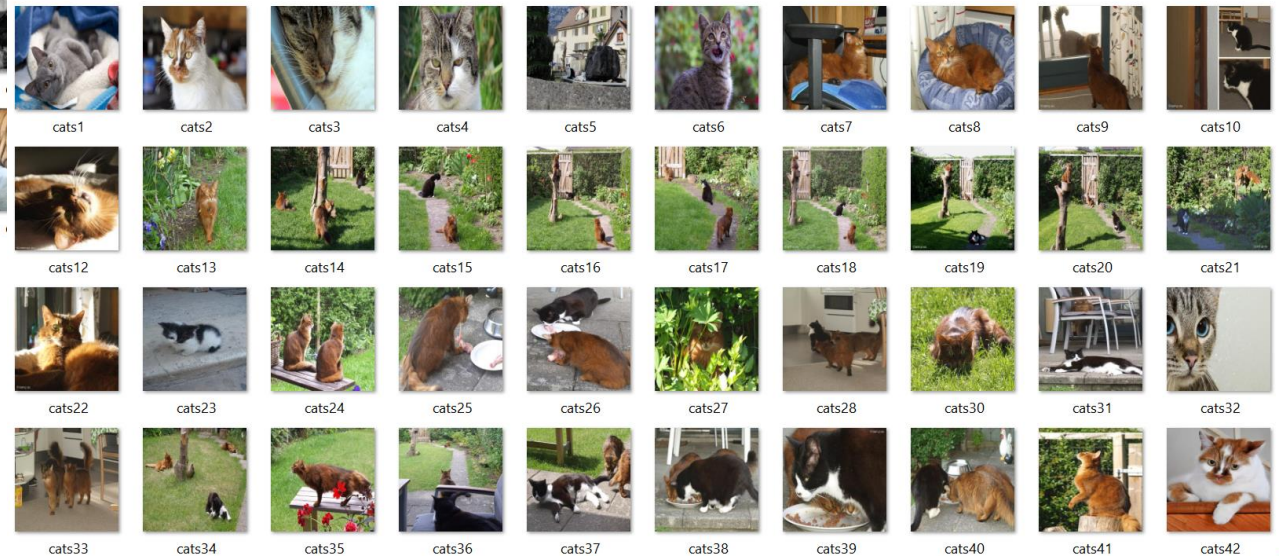 cats1 cats2 cats3 cats4 cats5 cats6 cats7 cats8 cats9 cats10
cats12 cats13 cats14 cats15 cats16 cats17 cats18 cats19 cats20 cats21
cats22 cats23 cats24 cats25 cats26 cats27 cats28 cats30 cats31 cats32
cats33 cats34 cats35 cats36 cats37 cats38 cats39 cats40 cats41 cats42